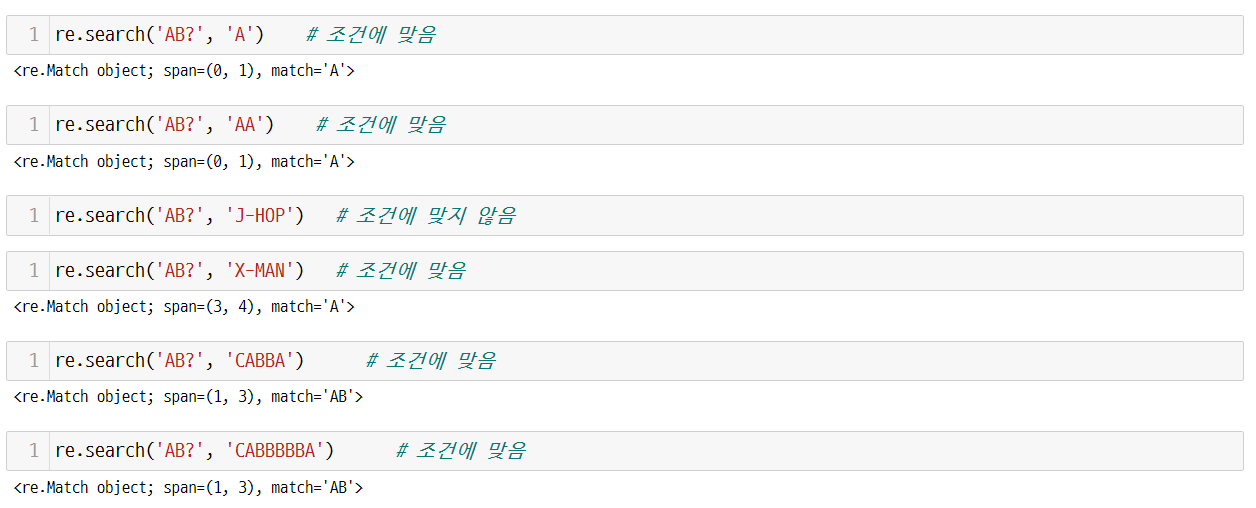 1 re.search('AB?', 'A') # 조건에 맞음
<re.Match object; span=(0, 1), match='A'>
1 re.search('AB?', 'AA') # 조건에 맞음
<re.Match object; span=(0, 1), match='A'>
1 re.search('AB?', 'J-HOP') # 조건에 맞지 않음
1 re.search('AB?', 'X-MAN') # 조건에 맞음
<re.Match object; span=(3, 4), match='A'>
1 re.search('AB?', 'CABBA') # 조건에 맞음
<re.Match object; span=(1, 3), match='AB'>
1 re.search('AB?', 'CABBBBBA') # 조건에 맞음
<re.Match object; span=(1, 3), match='AB'>